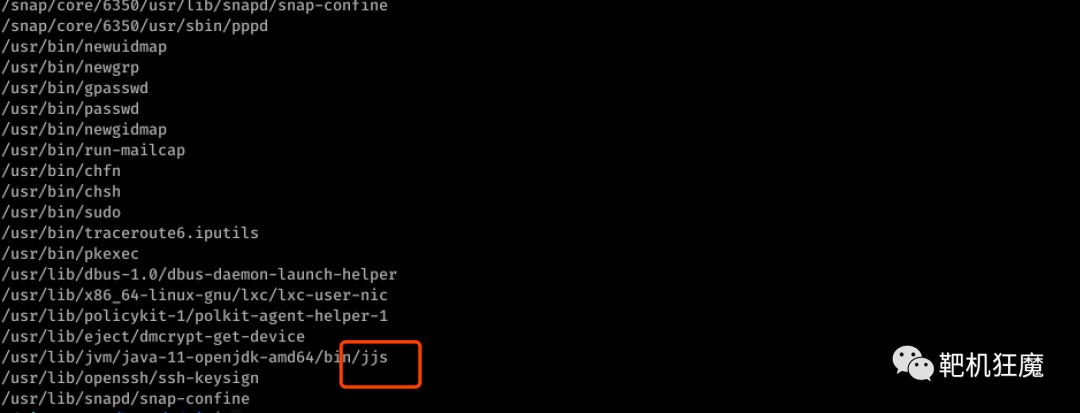 /snap/core/6350/usr/lib/snapd/snap-confine
/snap/core/6350/usr/sbin/pppd
/usr/bin/newuidmap
/usr/bin/newgrp
/usr/bin/gpasswd
/usr/bin/passwd
/usr/bin/newgidmap
/usr/bin/run-mailcap
/usr/bin/chfn
/usr/bin/chsh
/usr/bin/sudo
/usr/bin/traceroute6.iputils
/usr/bin/pkexec
/usr/lib/dbus-1.0/dbus-daemon-launch-helper
/usr/lib/x86_64-linux-gnu/lxc/lxc-user-nic
/usr/lib/policykit-1/polkit-agent-helper-1
/usr/lib/eject/dmcrypt-get-device
/usr/lib/jvm/java-11-openjdk-amd64/bin/jjs
/usr/lib/openssh/ssh-keysign
/usr/lib/snapd/snap-confine
靶机狂魔